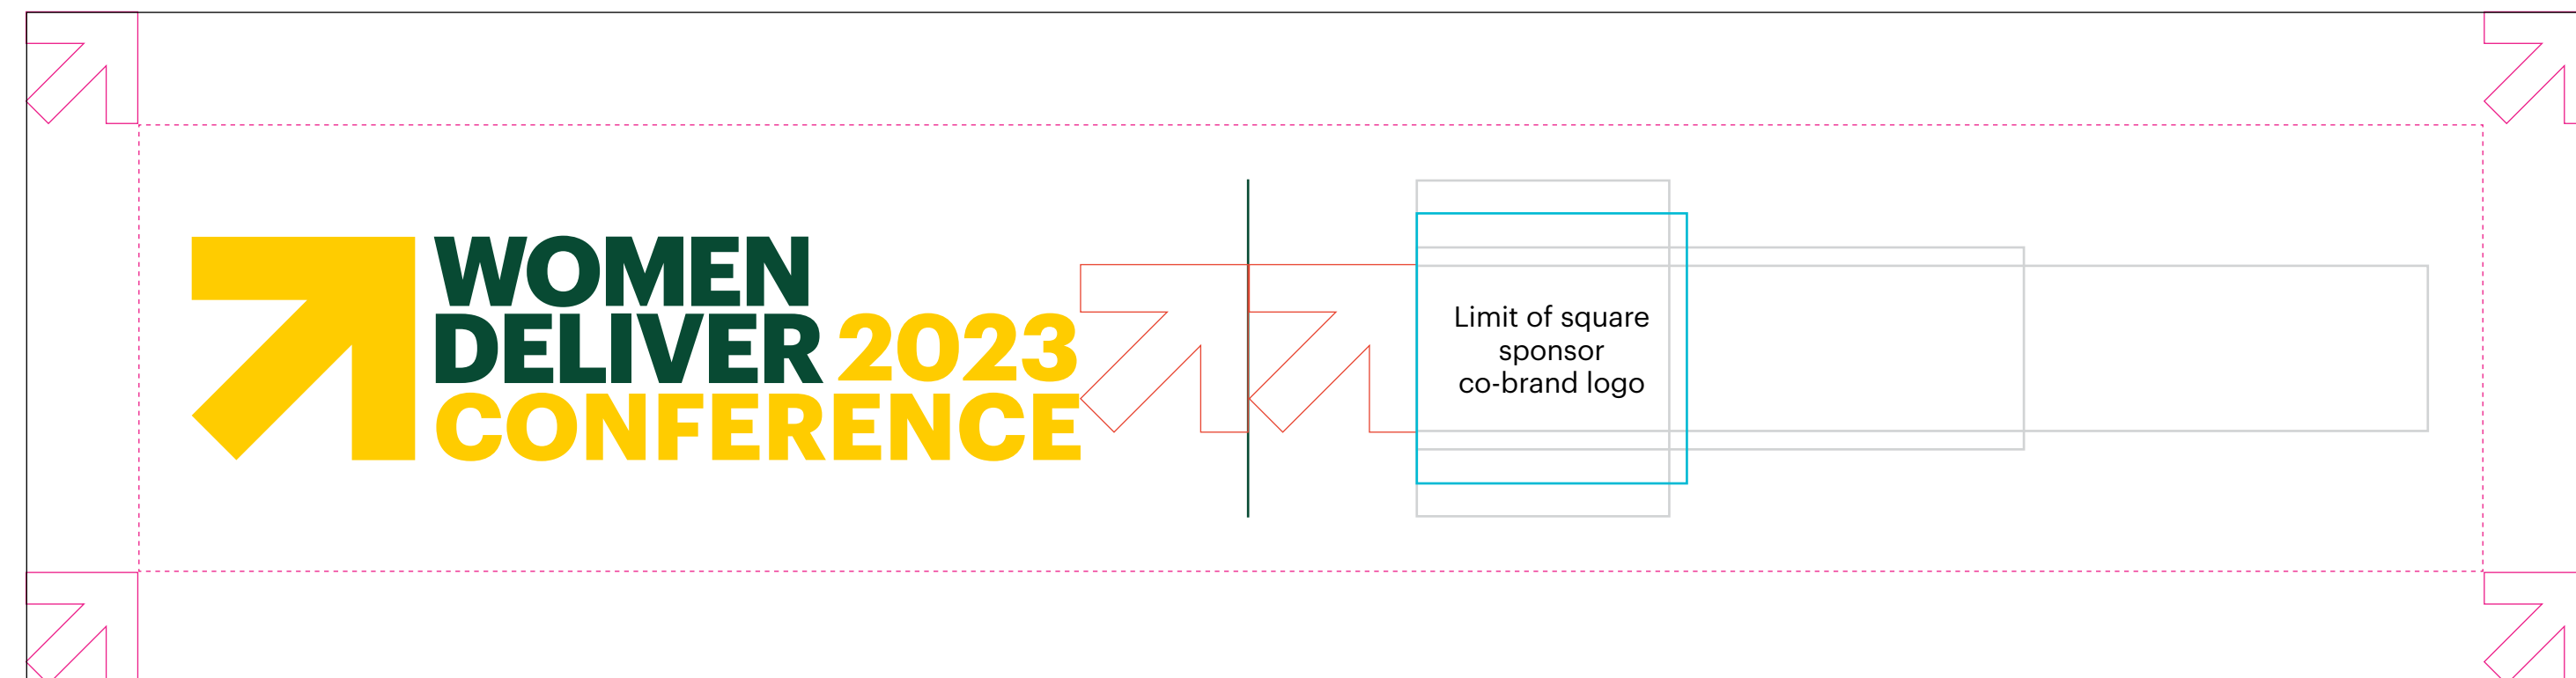 WOMEN
DELIVER 2023
CONFERENCE
Limit of square
sponsor
co-brand logo